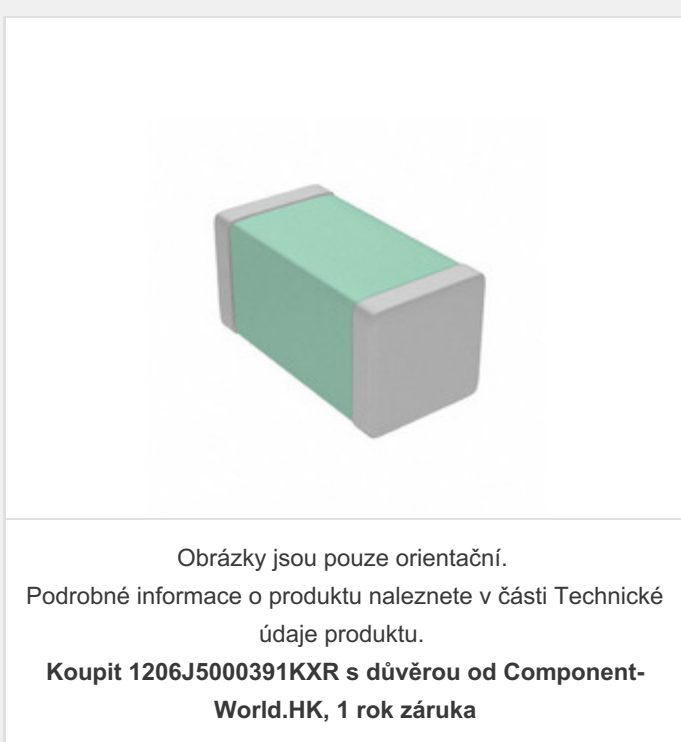 Obrázky jsou pouze orientační.
Podrobné informace o produktu naleznete v části Technické
údaje produktu.
Koupit 1206J5000391KXR s důvěrou od Component-
World.HK, 1 rok záruka